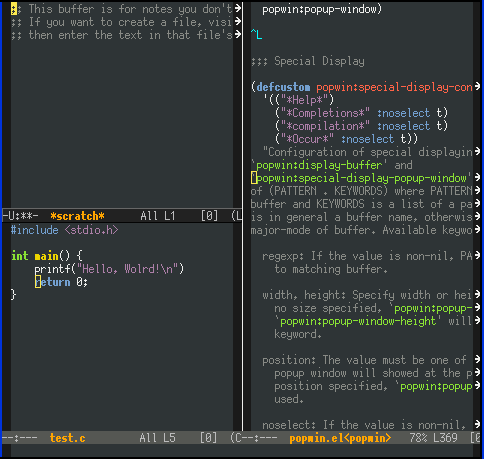 ;; This buffer is for notes you don't
;; If you want to create a file, visi
;; then enter the text in that file's
-U:**-  *scratch*      All L1    [0]  (L
#include <stdio.h>
int main() {
    printf("Hello, Wolrd!\n")
    return 0;
}
--:---  test.c         All L5    [0]  (C
  popwin:popup-window)
^L
;;; Special Display
(defcustom popwin:special-display-con
  '(("*Help*")
    ("*Completions*" :noselect t)
    ("*compilation*" :noselect t)
    ("*Occur*" :noselect t))
  "Configuration of special displayin
`popwin:display-buffer' and
`popwin:special-display-popup-window'
of (PATTERN . KEYWORDS) where PATTERN
buffer and KEYWORDS is a list of a pa
is in general a buffer name, otherwis
major-mode of buffer. Available keywo
  regexp: If the value is non-nil, PA
    to matching buffer.
  width, height: Specify width or hei
    no size specified, `popwin:popup-
    `popwin:popup-window-height' will
    keyword.
  position: The value must be one of
    popup window will showed at the p
    position specified, `popwin:popup
    used.
  noselect: If the value is non-nil,
--:---  popwin.el<popwin>   78% L369  [0